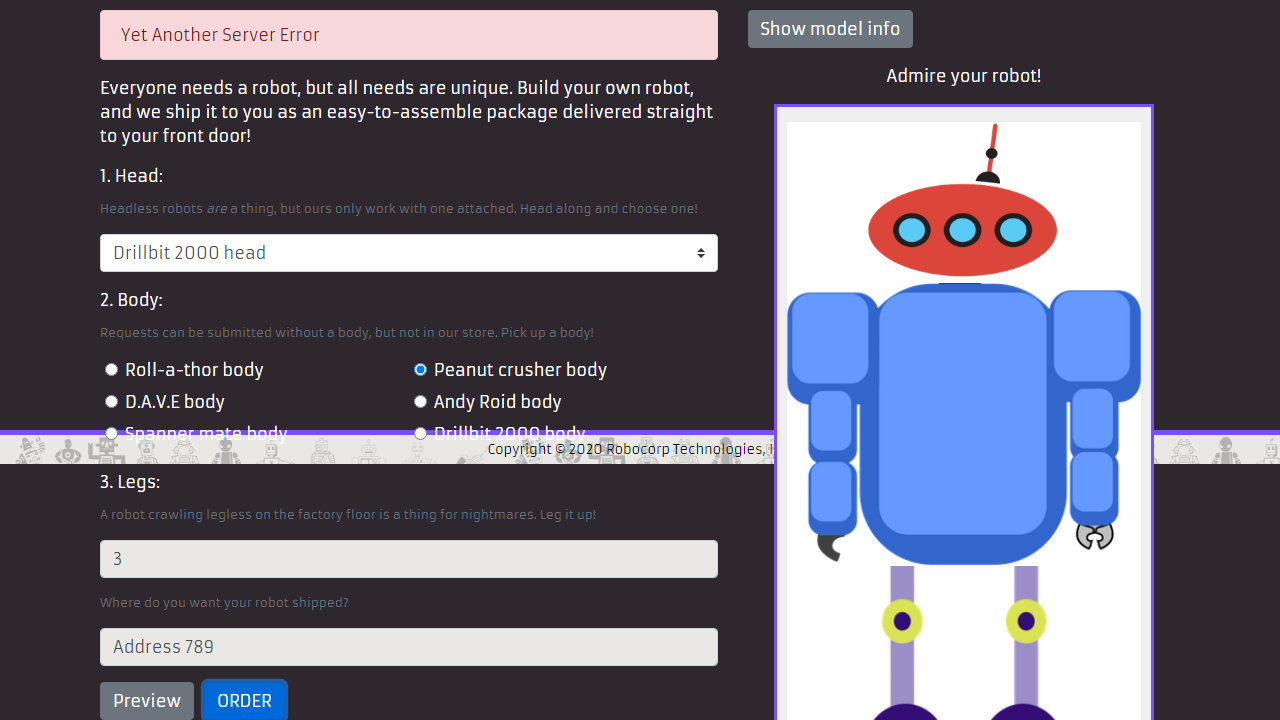 Yet Another Server Error
Show model info
Admire your robot!
Everyone needs a robot, but all needs are unique. Build your own robot,
and we ship it to you as an easy-to-assemble package delivered straight
to your front door!
1. Head:
Headless robots are a thing, but ours only work with one attached. Head along and choose one!
Drillbit 2000 head
2. Body:
Requests can be submitted without a body, but not in our store. Pick up a body!
Roll-a-thor body
Peanut crusher body
D.A.V.E body
Andy Roid body
Spanner mate body
Drillbit 2000 body
Copyright © 2020 Robocorp Technologies,
3. Legs:
A robot crawling legless on the factory floor is a thing for nightmares. Leg it up!
3
Where do you want your robot shipped?
Address 789
Preview
ORDER